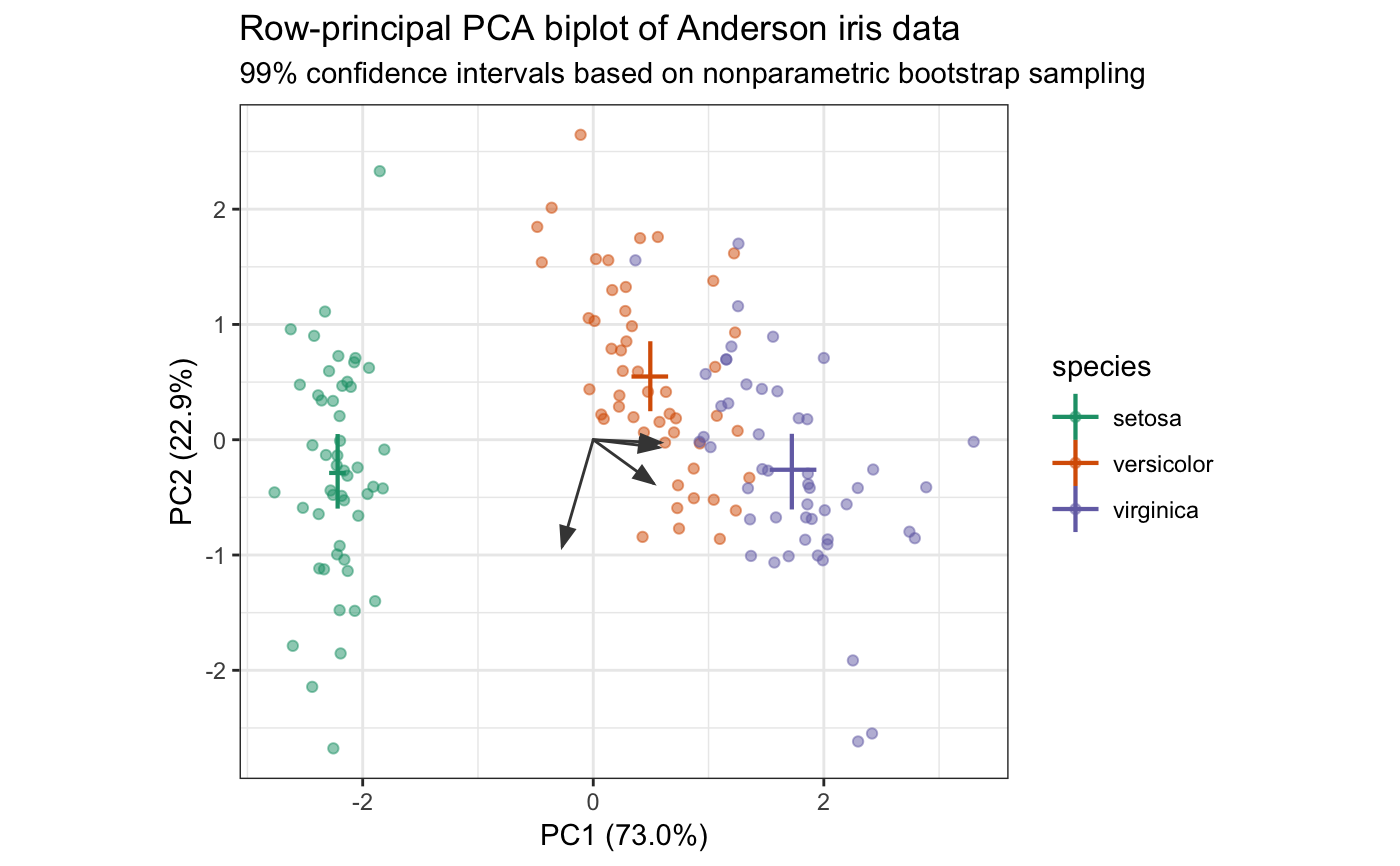 Row-principal PCA biplot of Anderson iris data
99% confidence intervals based on nonparametric bootstrap sampling
PC2 (22.9%)
2
1
0
-1
-2
-2
0
2
PC1 (73.0%)
species
setosa
versicolor
virginica